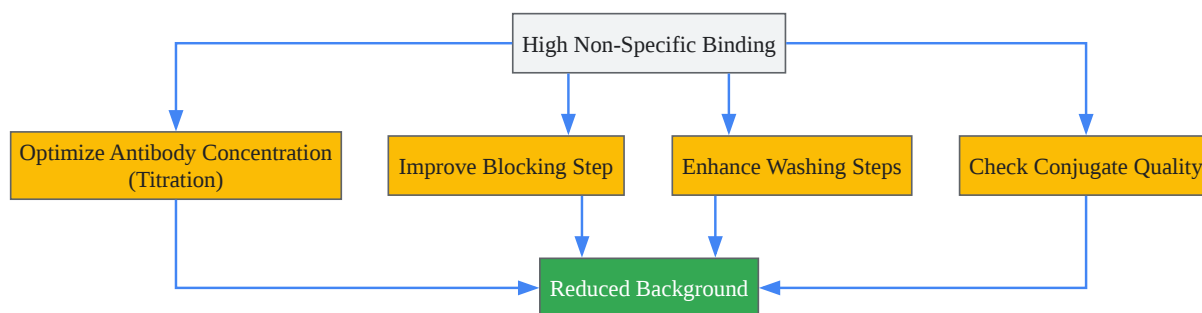 High Non-Specific Binding
Optimize Antibody Concentration
(Titration)
Improve Blocking Step
Enhance Washing Steps
Check Conjugate Quality
Reduced Background